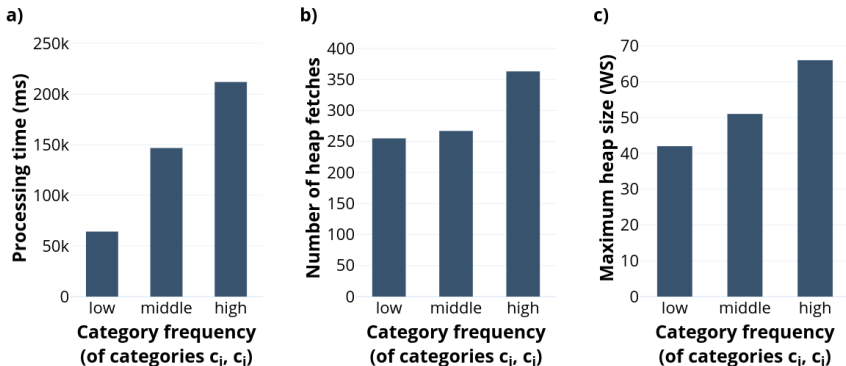 a)
Processing time (ms)
250k
200k
150k
100k
50k
0
low middle high
Category frequency
(of categories ci, cj)
b)
Number of heap fetches
400
350
300
250
200
150
100
50
0
low middle high
Category frequency
(of categories ci, cj)
c)
Maximum heap size (WS)
70
60
50
40
30
20
10
0
low middle high
Category frequency
(of categories ci, cj)